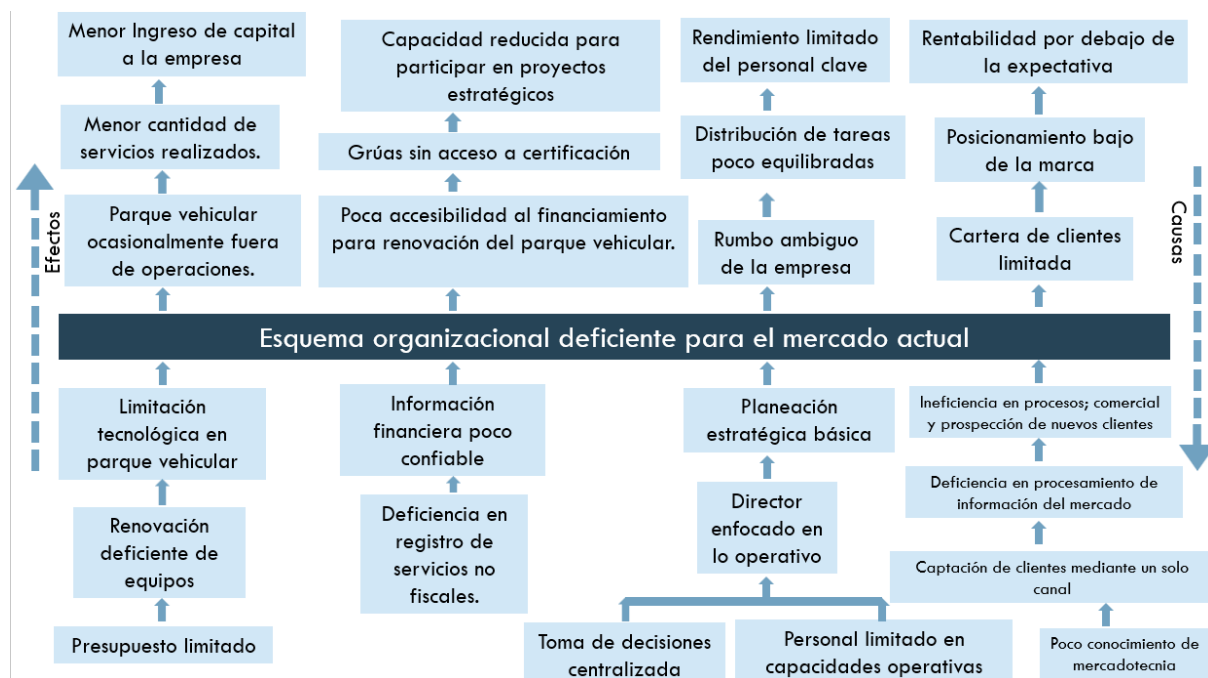 Menor Ingreso de capital
a la empresa
Menor cantidad de
servicios realizados.
Parque vehicular
ocasionalmente fuera
de operaciones.
Capacidad reducida para
participar en proyectos
estratégicos
Grúas sin acceso a certificación
Poca accesibilidad al financiamiento
para renovación del parque vehicular.
Rendimiento limitado
del personal clave
Distribución de tareas
poco equilibradas
Rumbo ambiguo
de la empresa
Rentabilidad por debajo de
la expectativa
Posicionamiento bajo
de la marca
Cartera de clientes
limitada
Efectos
Causas
Esquema organizacional deficiente para el mercado actual
Limitación
tecnológica en
parque vehicular
Renovación
deficiente de
equipos
Presupuesto limitado
Información
financiera poco
confiable
Deficiencia en
registro de
servicios no
fiscales.
Planeación
estratégica básica
Director
enfocado en
lo operativo
Toma de decisiones
centralizada
Personal limitado en
capacidades operativas
Ineficiencia en procesos; comercial
y prospección de nuevos clientes
Deficiencia en procesamiento de
información del mercado
Captación de clientes mediante un solo
canal
Poco conocimiento de
mercadotecnia